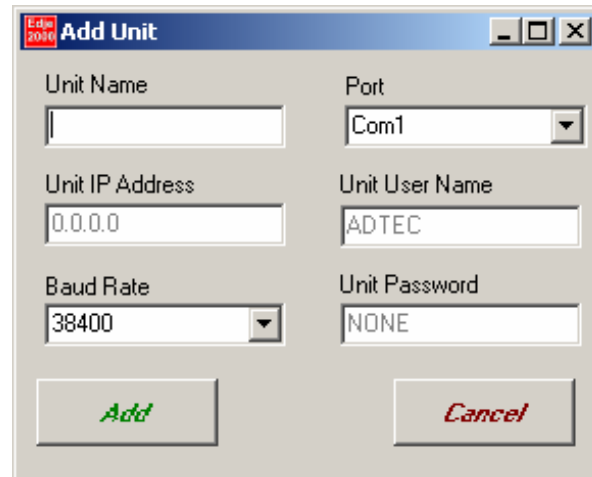 Edje 2000 Add Unit
Unit Name Port
Com1
Unit IP Address Unit User Name
0.0.0.0 ADTEC
Baud Rate Unit Password
38400 NONE
Add Cancel